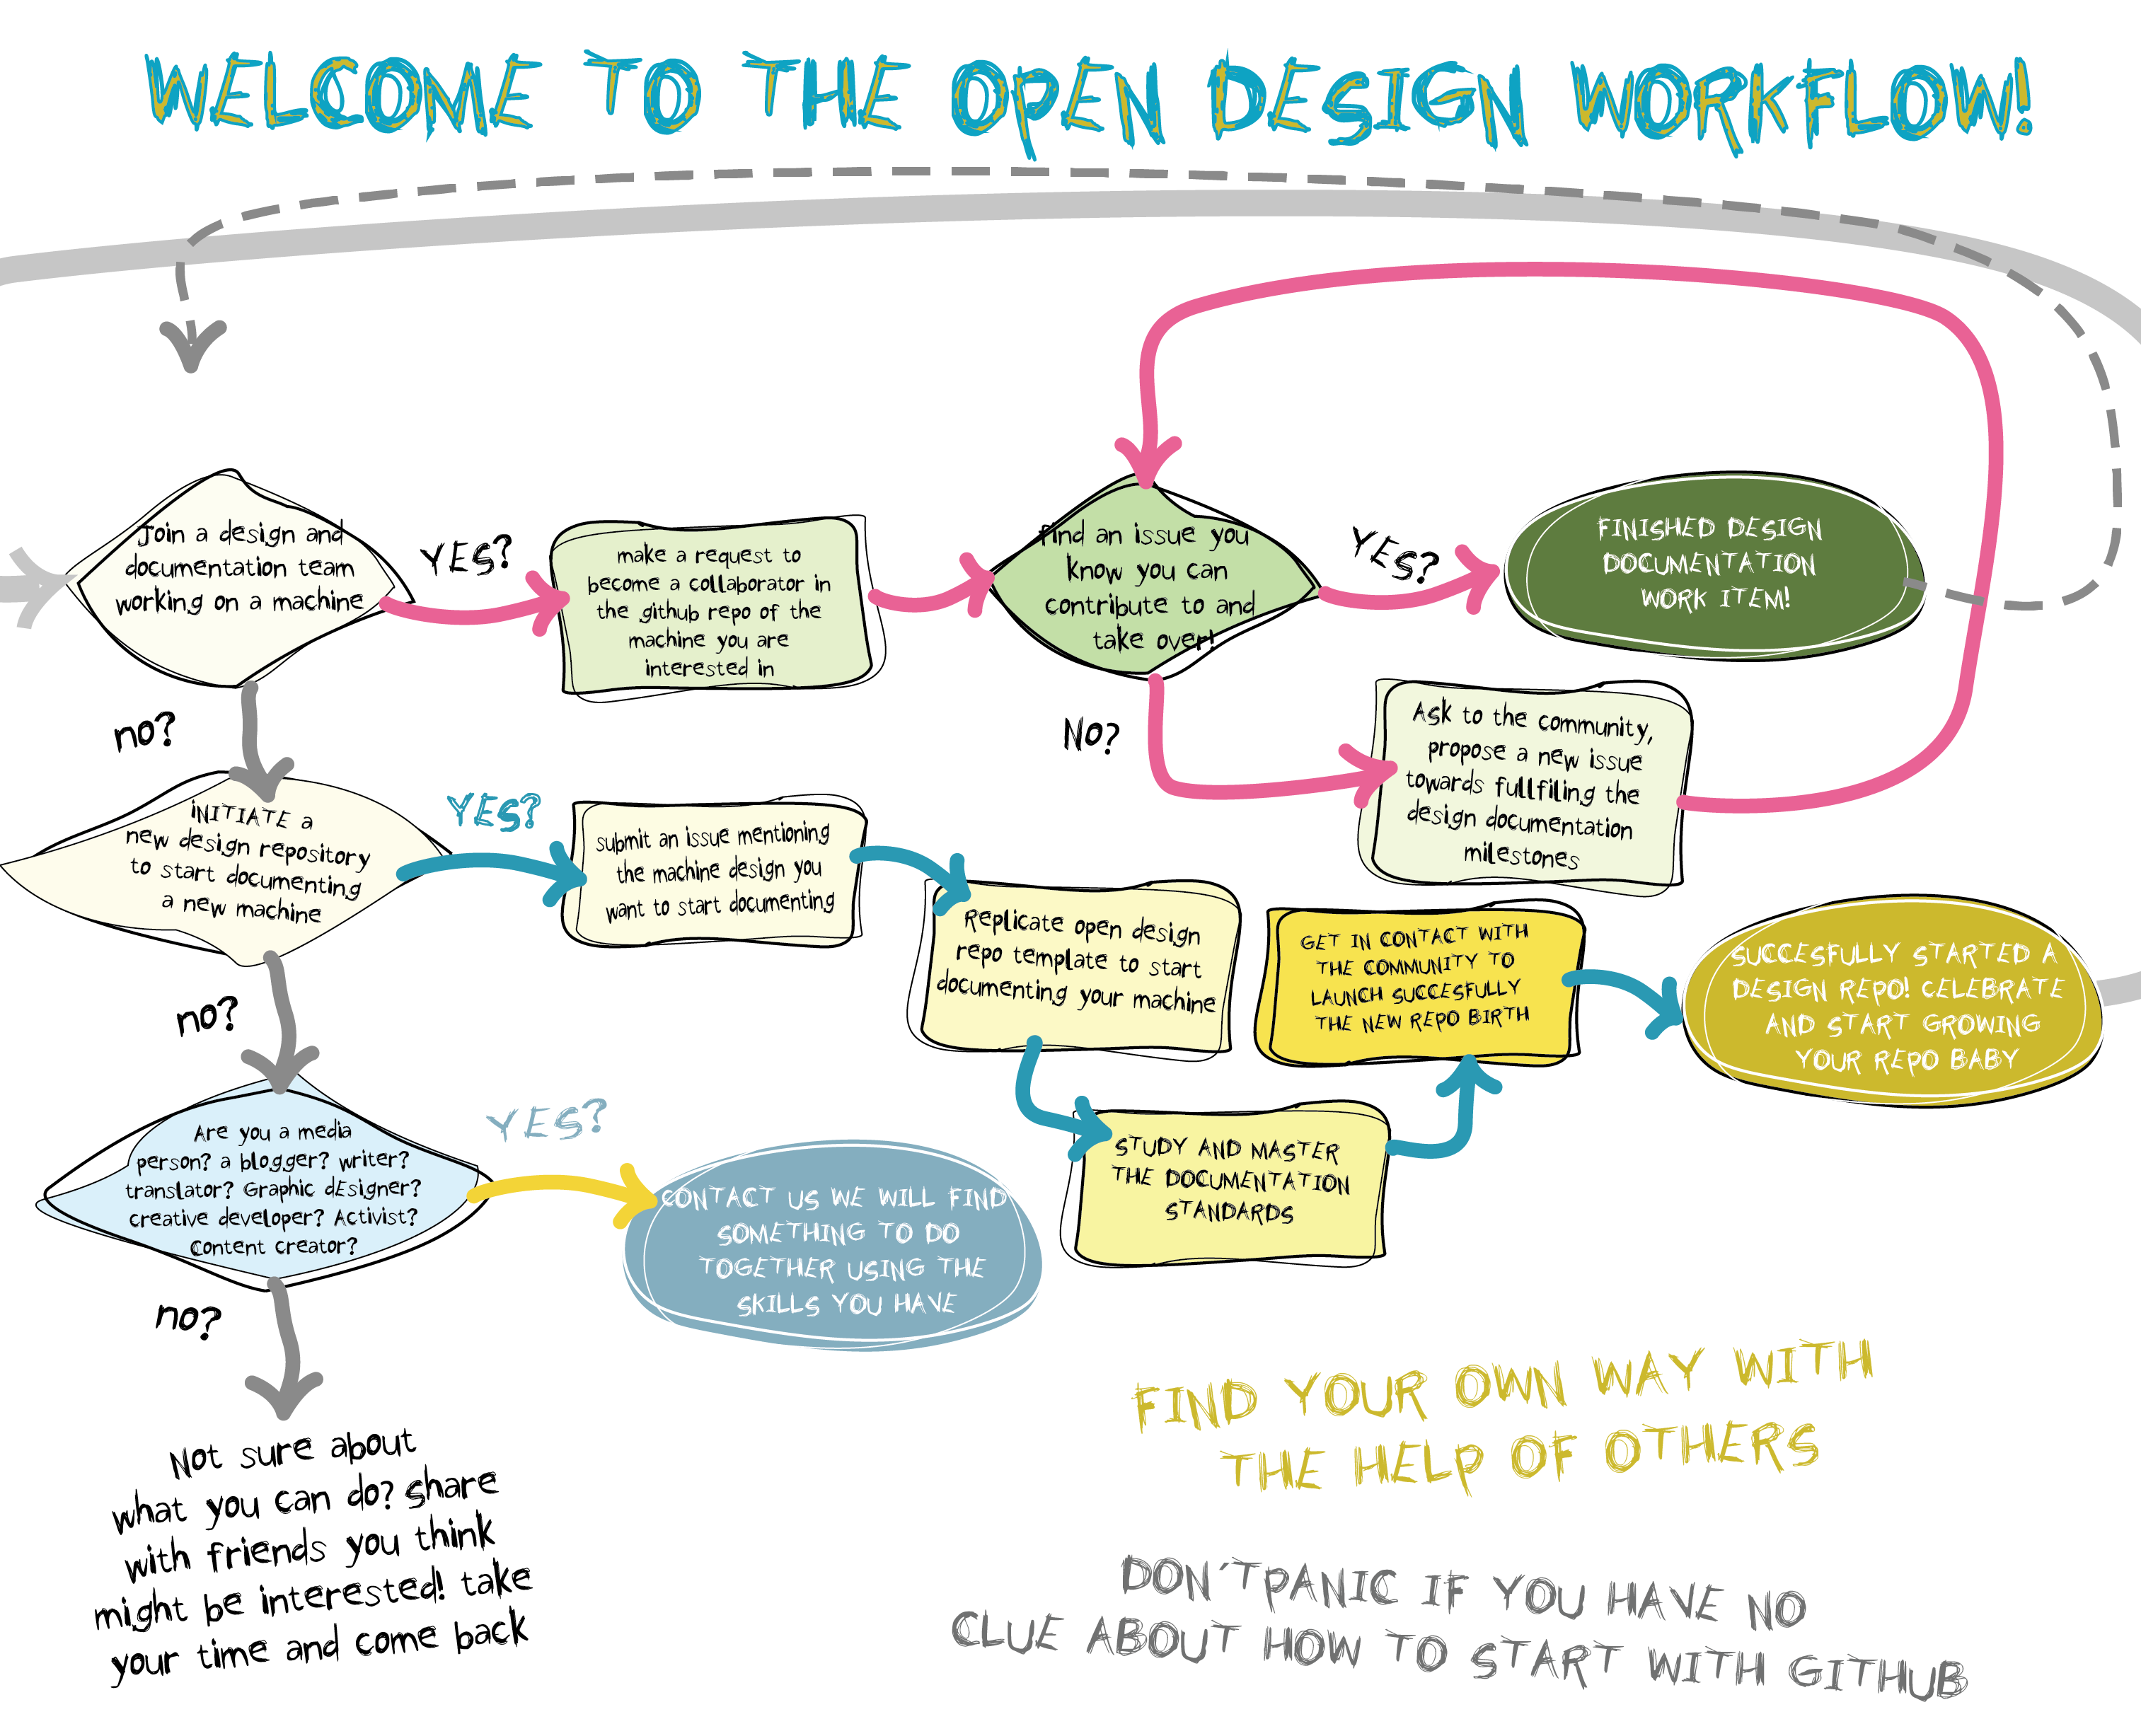 WELCOME TO THE OPEN DESIGN WORKFLOW!
Join a design and
documentation team
working on a machine
YES?
make a request to
become a collaborator in
the github repo of the
machine you are
interested in
find an issue you
know you can
contribute to and
take over!
YES?
FINISHED DESIGN
DOCUMENTATION
WORK ITEM!
no?
No?
Ask to the community,
propose a new issue
towards fullfiling the
design documentation
milestones
INITIATE a
new design repository
to start documenting
a new machine
YES?
submit an issue mentioning
the machine design you
want to start documenting
Replicate open design
repo template to start
documenting your machine
GET IN CONTACT WITH
THE COMMUNITY TO
LAUNCH SUCCESFULLY
THE NEW REPO BIRTH
SUCCESFULLY STARTED A
DESIGN REPO! CELEBRATE
AND START GROWING
YOUR REPO BABY
no?
Are you a media
person? a blogger? writer?
translator? Graphic dEsigner?
creative developer? Activist?
Content creator?
YES?
CONTACT US WE WILL FIND
SOMETHING TO DO
TOGETHER USING THE
SKILLS YOU HAVE
STUDY AND MASTER
THE DOCUMENTATION
STANDARDS
no?
Not sure about
what you can do? share
with friends you think
might be interested! take
your time and come back
FIND YOUR OWN WAY WITH
THE HELP OF OTHERS
DON´TPANIC IF YOU HAVE NO
CLUE ABOUT HOW TO START WITH GITHUB